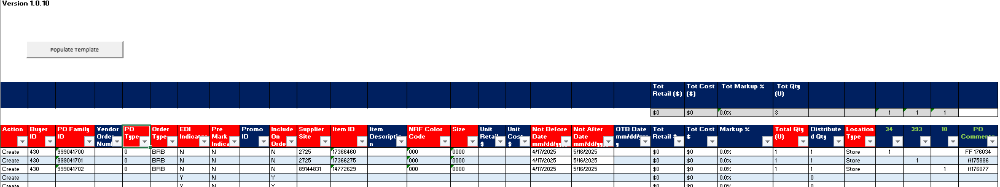 Version 1.0.10
Populate Template
Tot Retail ($) Tot Cost ($) Tot Markup % Tot Qty (U)
$0 $0 0.0% 3 1 1 1
Action Buyer ID PO Family ID Vendor Order Num PO Type Order Type EDI Indicator Pre Mark Indica Promo ID Include On Orde Supplier Site Item ID Item Descriptio n NRF Color Code Size Unit Retail $ Unit Cost $ Not Before Date mm/dd/yyyy Not After Date mm/dd/yyyy OTB Date mm/dd/yyy y Tot Retail $ Tot Cost $ Markup % Total Qty (U) Distribute d Qty Location Type 34 393 10 PO Comments
Create 430 999041700 0 BRB N N N 2725 17366460 000 0000 4/17/2025 5/16/2025 $0 $0 0.0% 1 1 Store 1 FF 176034
Create 430 999041701 0 BRB N N N 2725 17366275 000 0000 4/17/2025 5/16/2025 $0 $0 0.0% 1 1 Store 1 ff175886
Create 430 999041702 0 BRB N N N 89144831 14772629 000 0000 4/17/2025 5/16/2025 $0 $0 0.0% 1 1 Store 1 ff176077
Create Y N Y $0 $0 0.0% 0
Create Y N Y $0 $0 0.0% 0